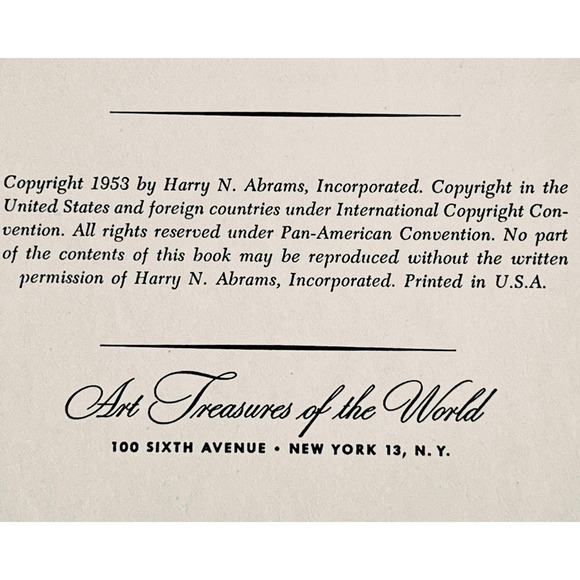 Copyright 1953 by Harry N. Abrams, Incorporated. Copyright in the
United States and foreign countries under International Copyright Con-
vention. All rights reserved under Pan-American Convention. No part
of the contents of this book may be reproduced without the written
permission of Harry N. Abrams, Incorporated. Printed in U.S.A.
Art Treasures of the World
100 SIXTH AVENUE • NEW YORK 13, N. Y.